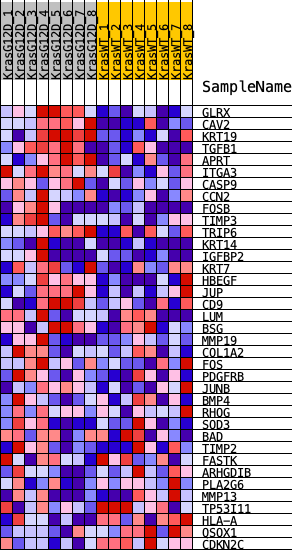 KrasG12D_1
KrasG12D_2
KrasG12D_3
KrasG12D_4
KrasG12D_5
KrasG12D_6
KrasG12D_7
KrasG12D_8
KrasWT_1
KrasWT_2
KrasWT_3
KrasWT_4
KrasWT_5
KrasWT_6
KrasWT_7
KrasWT_8
SampleName
GLRX
CAV2
KRT19
TGFB1
APRT
ITGA3
CASP9
CCN2
FOSB
TIMP3
TRIP6
KRT14
IGFBP2
KRT7
HBEGF
JUP
CD9
LUM
BSG
MMP19
COL1A2
FOS
PDGFRB
JUNB
BMP4
RHOG
SOD3
BAD
TIMP2
FASTK
ARHGDIB
PLA2G6
MMP13
TP53I11
HLA-A
QSOX1
CDKN2C